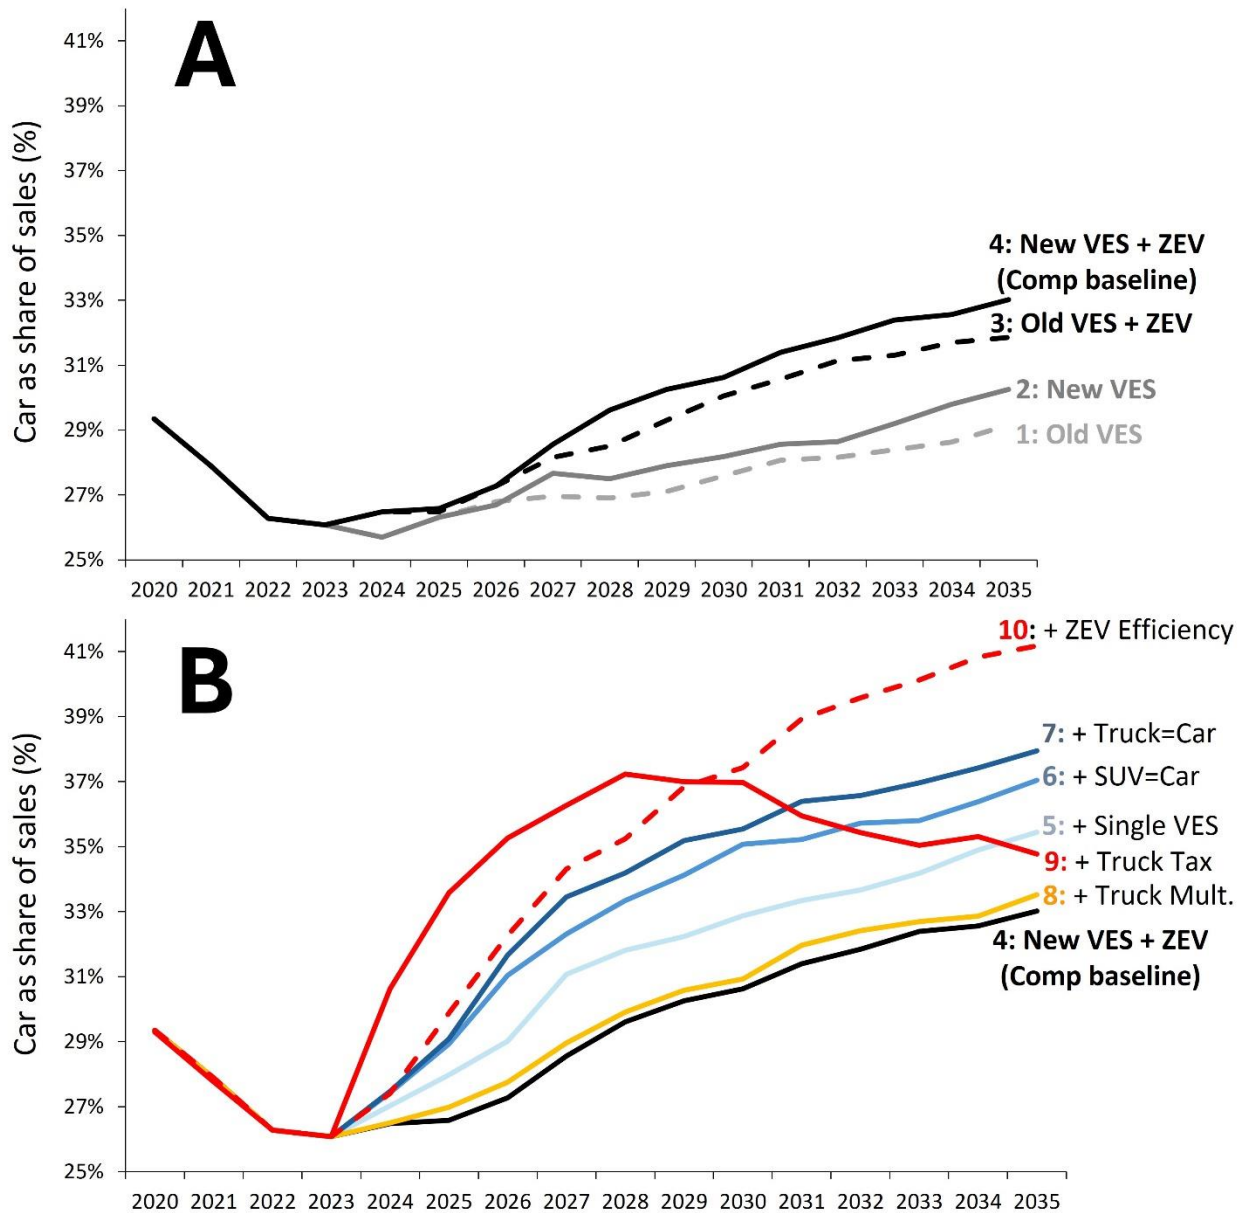 A
Car as share of sales (%)
41%
39%
37%
35%
33%
31%
29%
27%
25%
4: New VES + ZEV
(Comp baseline)
3: Old VES + ZEV
2: New VES
1: Old VES
2020 2021 2022 2023 2024 2025 2026 2027 2028 2029 2030 2031 2032 2033 2034 2035
B
Car as share of sales (%)
41%
39%
37%
35%
33%
31%
29%
27%
25%
10: + ZEV Efficiency
7: + Truck=Car
6: + SUV=Car
5: + Single VES
9: + Truck Tax
8: + Truck Mult.
4: New VES + ZEV
(Comp baseline)
2020 2021 2022 2023 2024 2025 2026 2027 2028 2029 2030 2031 2032 2033 2034 2035